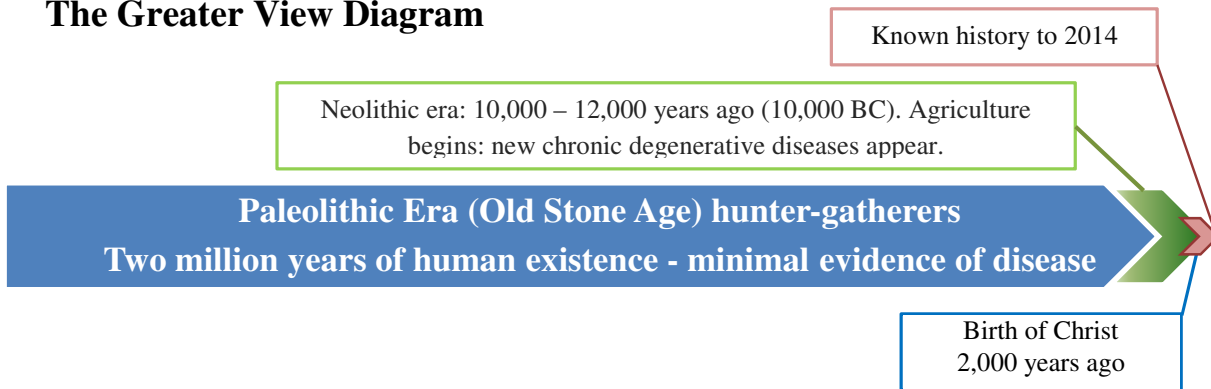 The Greater View Diagram
Known history to 2014
Neolithic era: 10,000 – 12,000 years ago (10,000 BC). Agriculture
begins: new chronic degenerative diseases appear.
Paleolithic Era (Old Stone Age) hunter-gatherers
Two million years of human existence - minimal evidence of disease
Birth of Christ
2,000 years ago